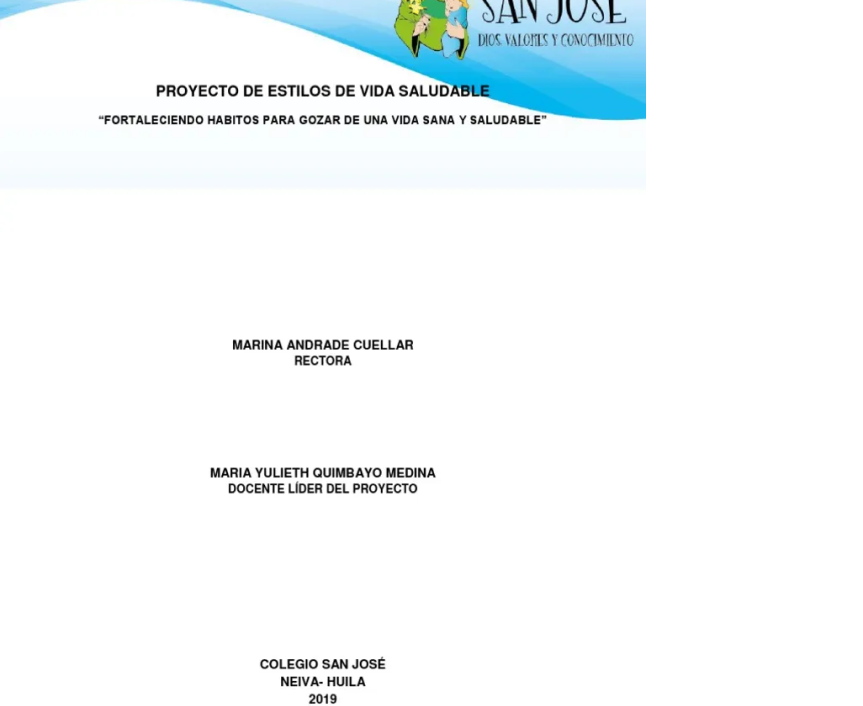 SAN JOSE
DIOS, VALORES Y CONOCIMIENTO
PROYECTO DE ESTILOS DE VIDA SALUDABLE
“FORTALECIENDO HABITOS PARA GOZAR DE UNA VIDA SANA Y SALUDABLE”
MARINA ANDRADE CUELLAR
RECTORA
MARIA YULIETH QUIMBAYO MEDINA
DOCENTE LÍDER DEL PROYECTO
COLEGIO SAN JOSÉ
NEIVA- HUILA
2019